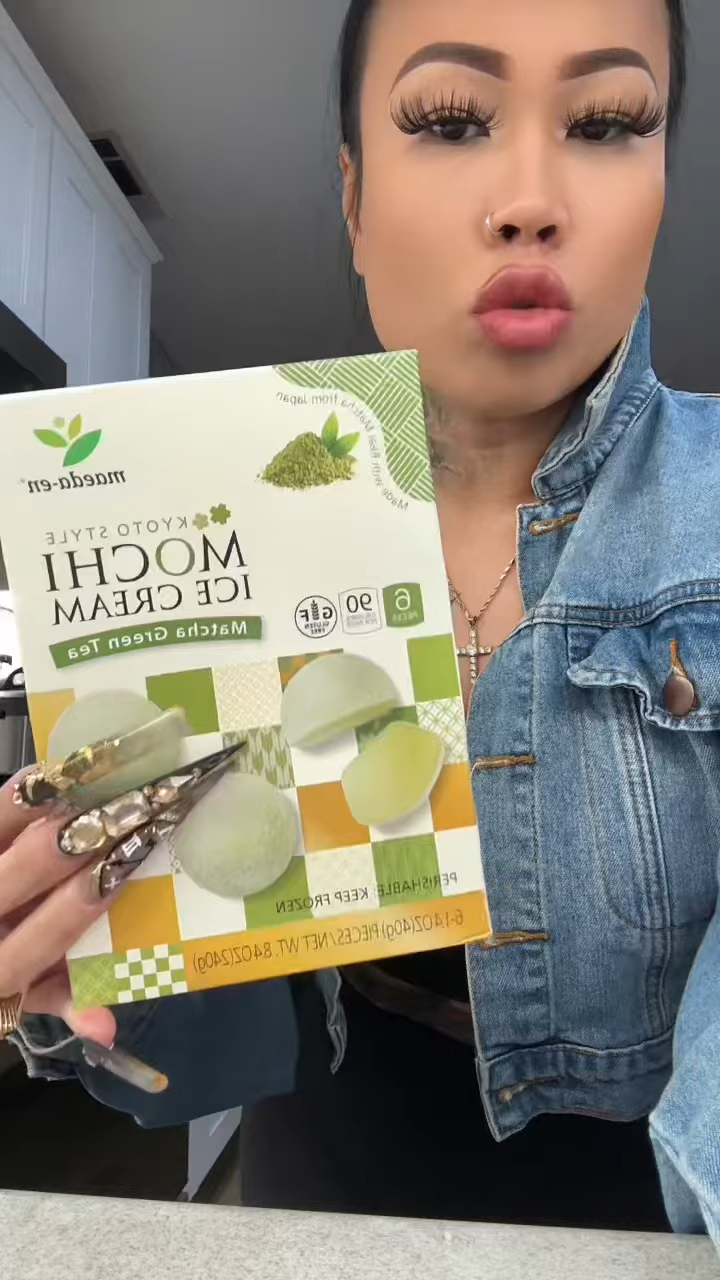 maeda-en®
Made with Real Matcha from Japan
KYOTO STYLE
MOCHI
ICE CREAM
Matcha Green Tea
6
PIECES
90
GF
GLUTEN
FREE
PERISHABLE: KEEP FROZEN
6-1.4OZ(40g) PIECES/NET WT. 8.4OZ(240g)